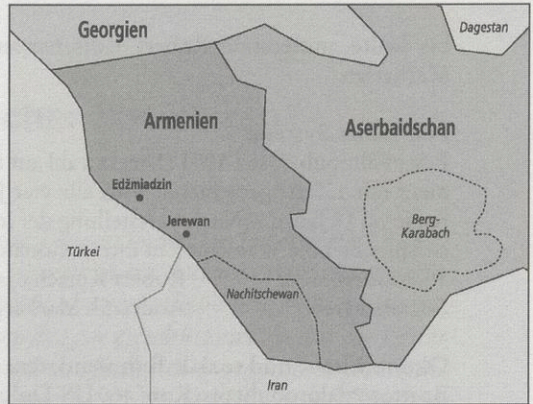 Georgien
Dagestan
Armenien
Aserbaidschan
Edžmiadzin
Jerewan
Berg-
Karabach
Türkei
Nachitschewan
Iran